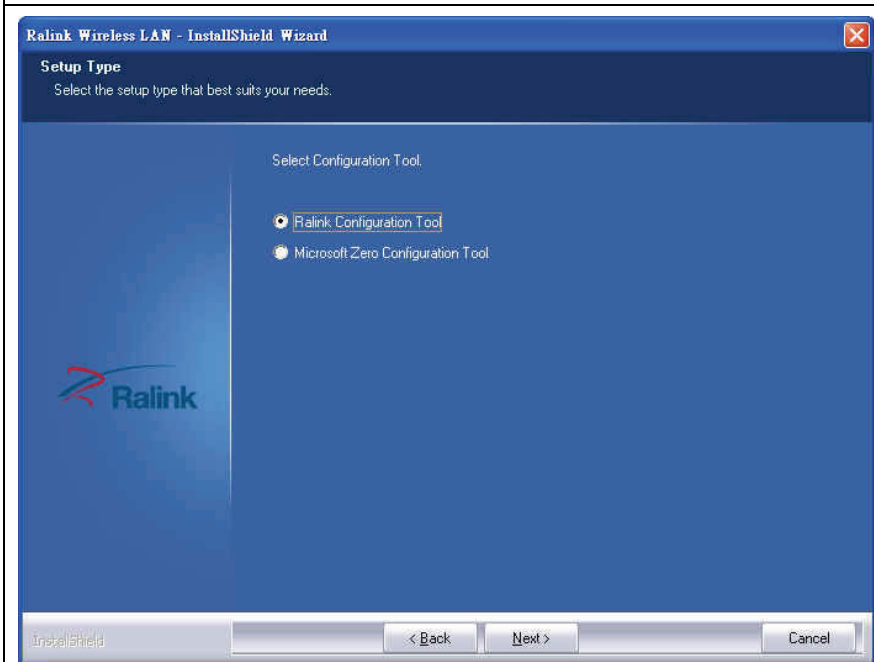 Ralink Wireless LAN - InstallShield Wizard
Setup Type
Select the setup type that best suits your needs.
Select Configuration Tool.
Ralink Configuration Tool
Microsoft Zero Configuration Tool
Ralink
InstallShield
< Back
Next >
Cancel